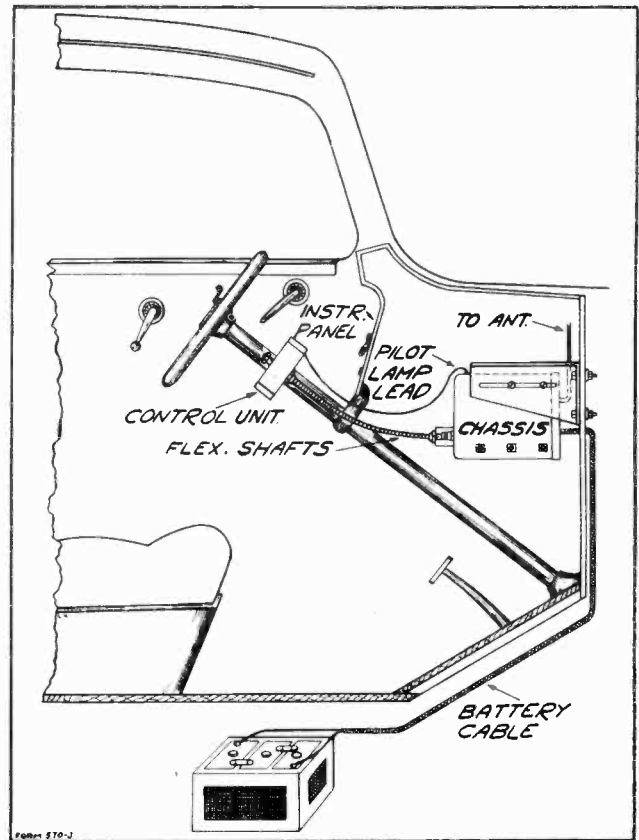 INSTR.
PANEL
TO ANT.
PILOT
LAMP
LEAD
CONTROL UNIT
CHASSIS
FLEX. SHAFTS
BATTERY
CABLE
FORM 570-J